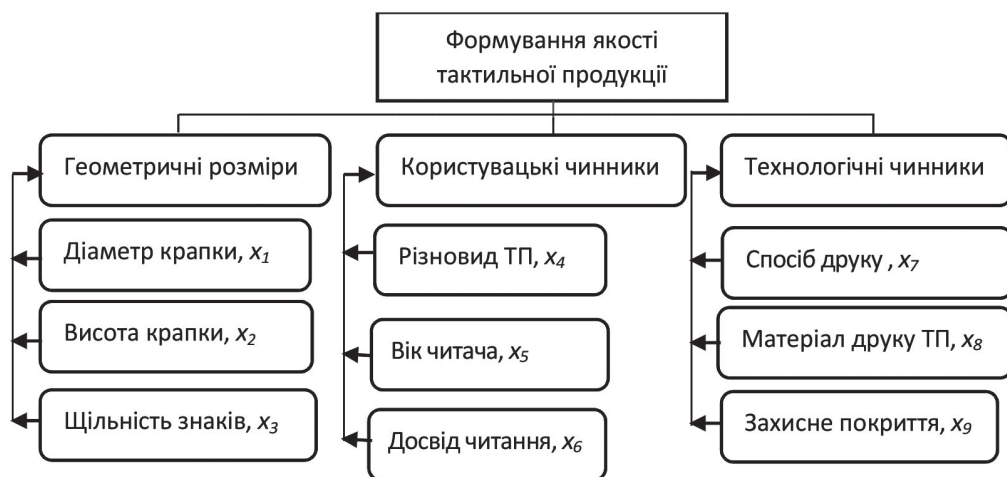 Формування якості
тактильної продукції
Геометричні розміри
Діаметр крапки, x1
Висота крапки, x2
Щільність знаків, x3
Користувацькі чинники
Різновид ТП, x4
Вік читача, x5
Досвід читання, x6
Технологічні чинники
Спосіб друку , x7
Матеріал друку ТП, x8
Захисне покриття, x9